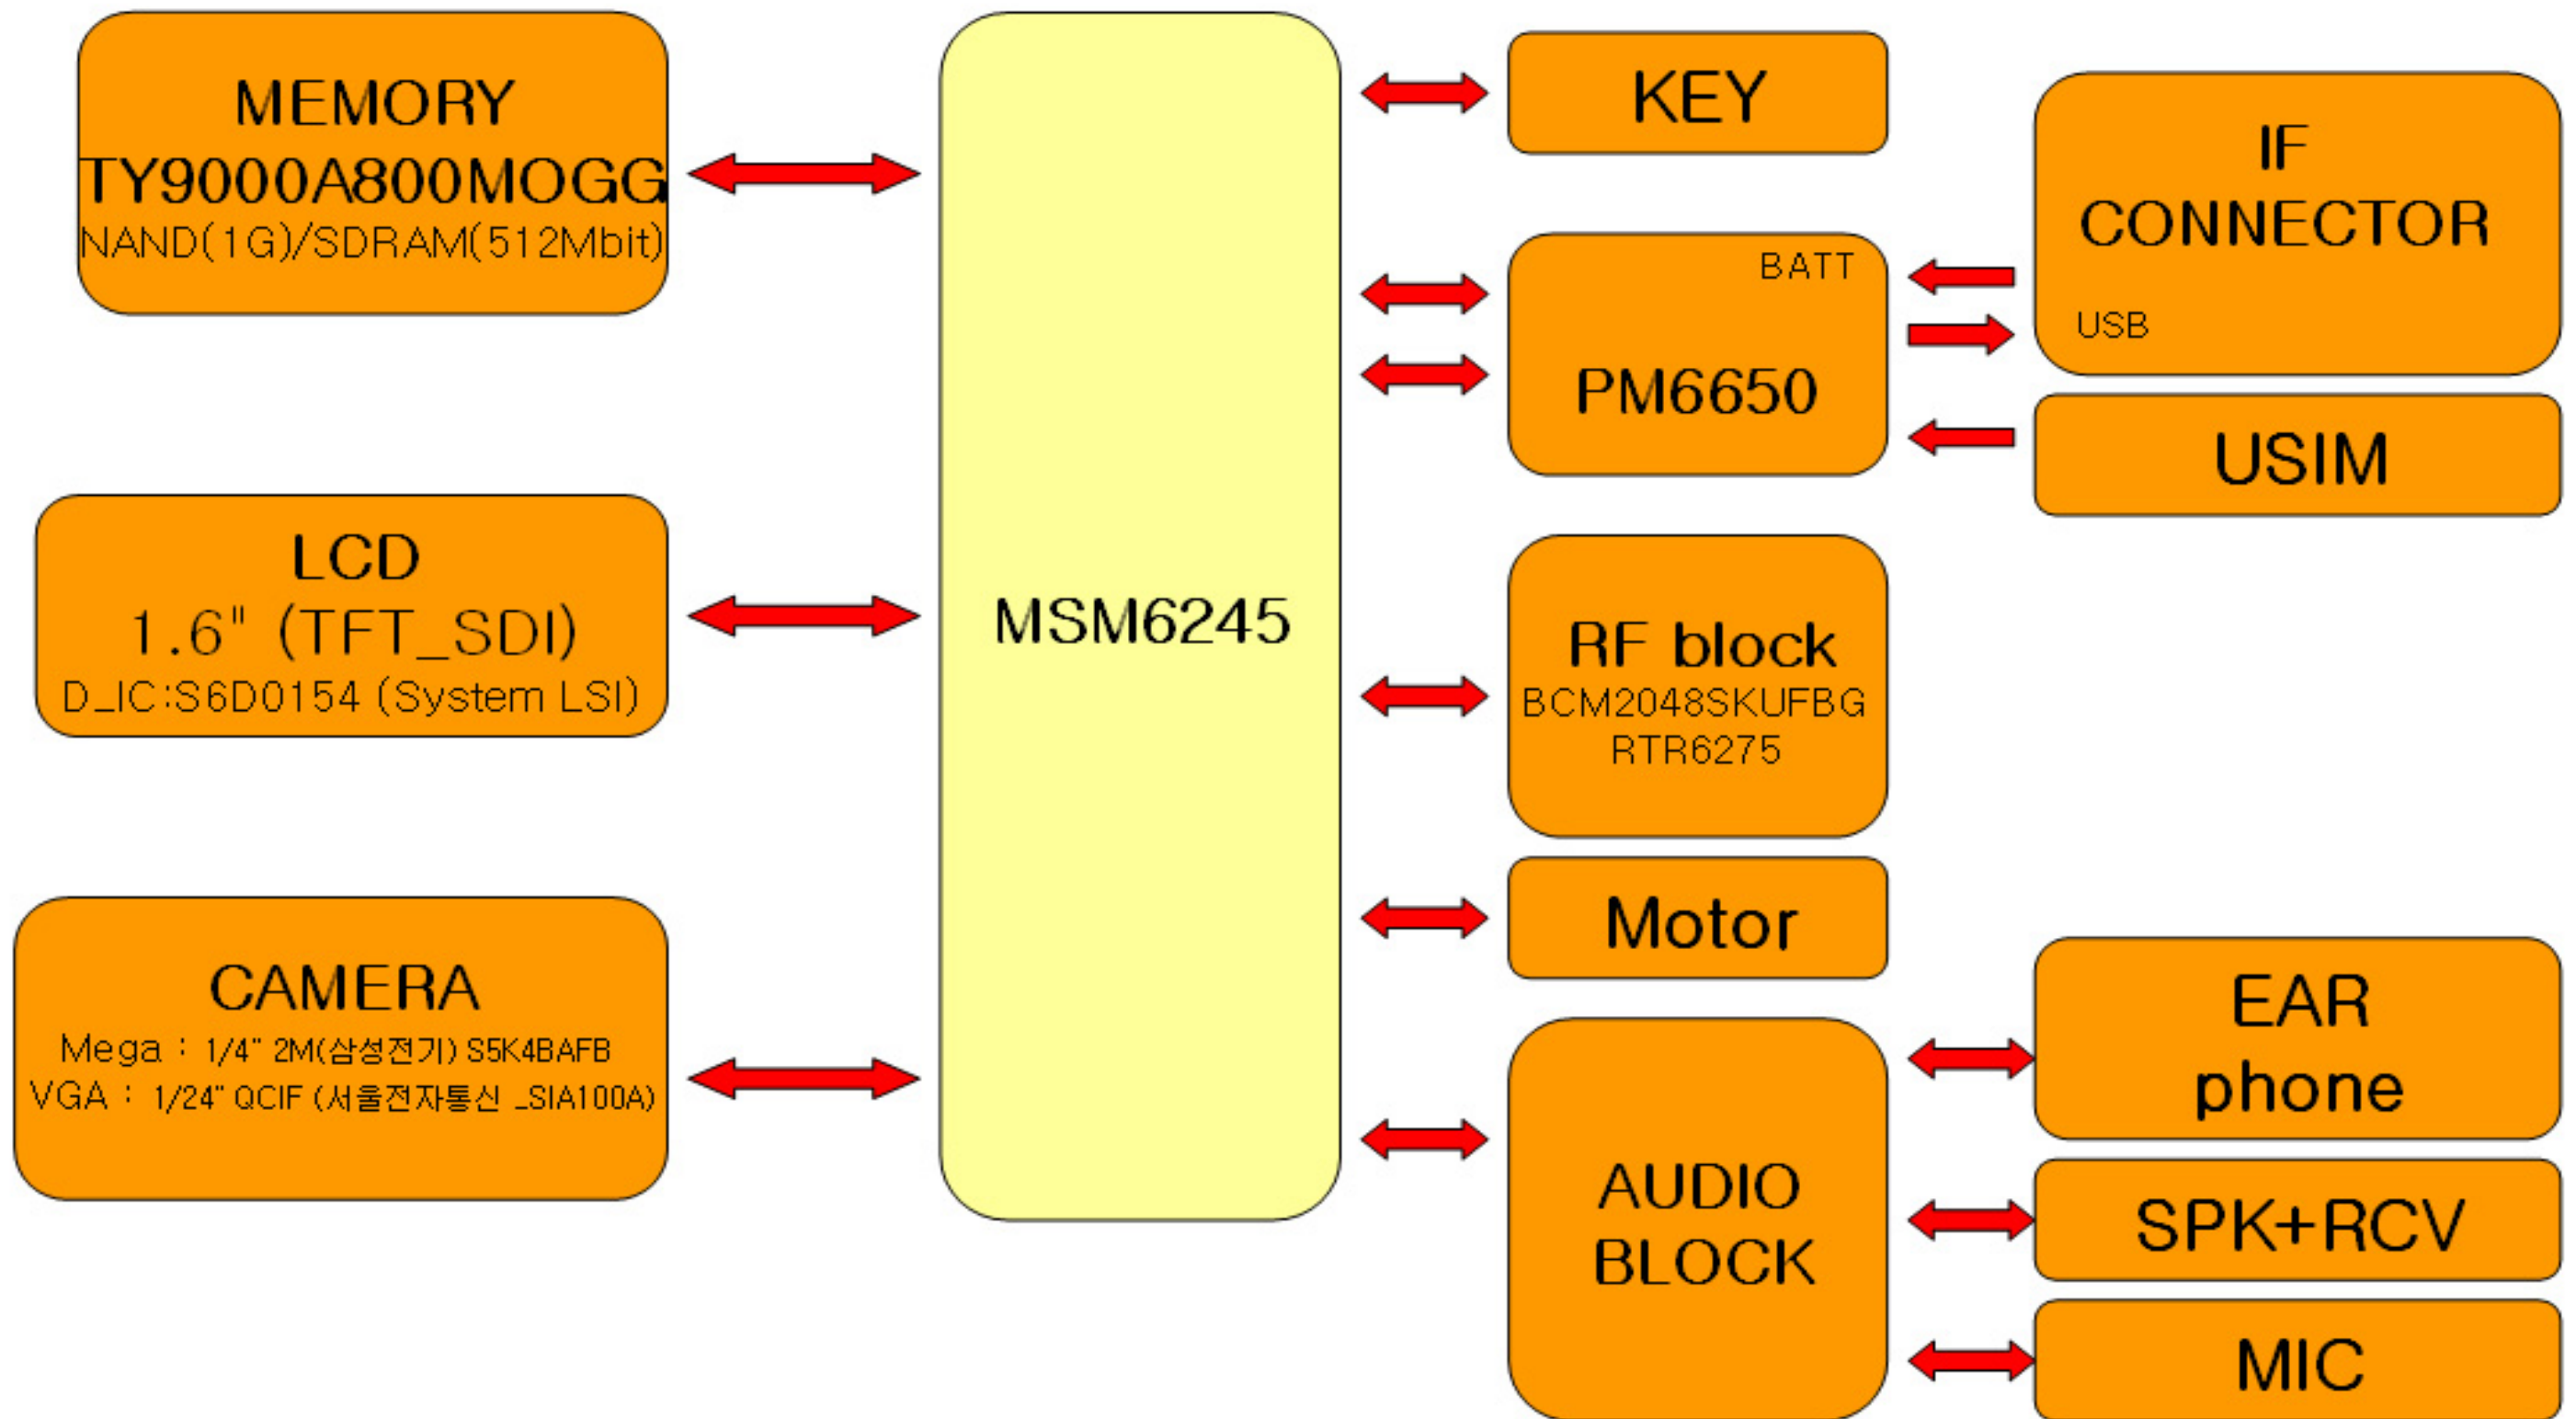 MEMORY
TY9000A800MOGG
NAND(1G)/SDRAM(512Mbit)
LCD
1.6" (TFT_SDI)
D_IC:S6D0154 (System LSI)
CAMERA
Mega : 1/4" 2M(삼성전기) S5K4BAFB
VGA : 1/24" QCIF (서울전자통신 _SIA100A)
MSM6245
KEY
BATT
PM6650
RF block
BCM2048SKUFBG
RTR6275
Motor
AUDIO
BLOCK
IF
CONNECTOR
USB
USIM
EAR
phone
SPK+RCV
MIC